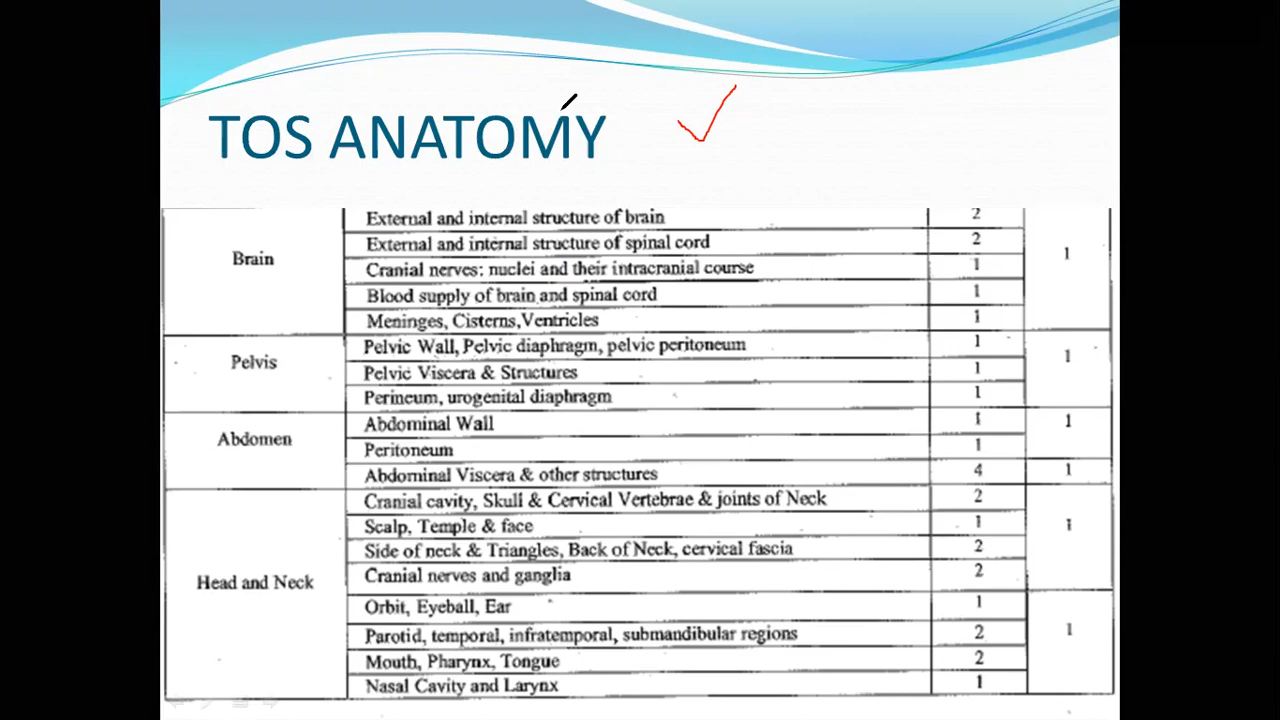 TOS ANATOMY
External and internal structure of brain 2
Brain External and internal structure of spinal cord 2 1
Cranial nerves: nuclei and their intracranial course 1
Blood supply of brain and spinal cord 1
Meninges, Cisterns,Ventricles 1
Pelvic Wall, Pelvic diaphragm, pelvic peritoneum 1
Pelvis Pelvic Viscera & Structures 1 1
Perineum, urogenital diaphragm 1
Abdominal Wall 1 1
Abdomen Peritoneum 1
Abdominal Viscera & other structures 4 1
Cranial cavity, Skull & Cervical Vertebrae & joints of Neck 2
Scalp, Temple & face 1 1
Side of neck & Triangles, Back of Neck, cervical fascia 2
Head and Neck Cranial nerves and ganglia 2
Orbit, Eyeball, Ear 1
Parotid, temporal, infratemporal, submandibular regions 2 1
Mouth, Pharynx, Tongue 2
Nasal Cavity and Larynx 1